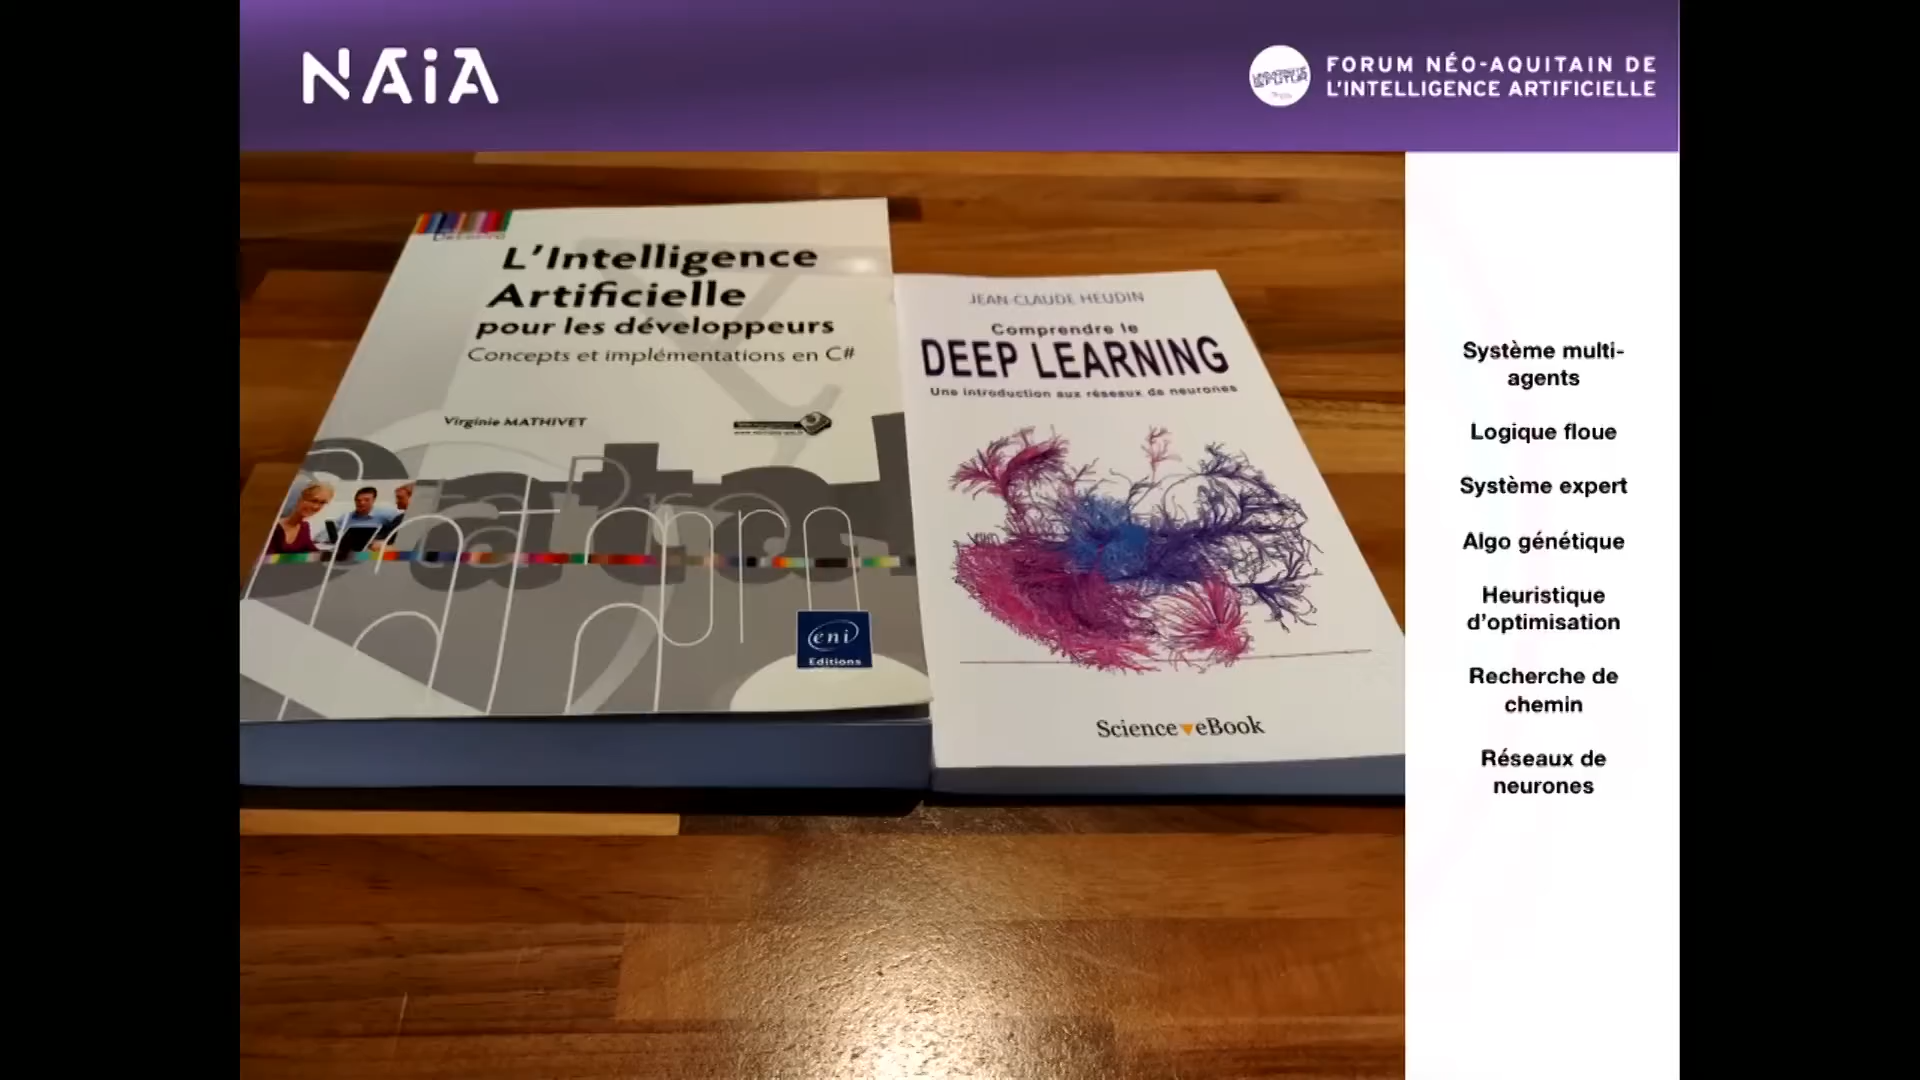 NAiA
FORUM NÉO-AQUITAIN DE
L'INTELLIGENCE ARTIFICIELLE
L'Intelligence
Artificielle
pour les développeurs
Concepts et implémentations en C#
Virginie MATHIVET
eni
Editions
JEAN-CLAUDE HEUDIN
Comprendre le
DEEP LEARNING
Une introduction aux réseaux de neurones
Science eBook
Système multi-
agents
Logique floue
Système expert
Algo génétique
Heuristique
d'optimisation
Recherche de
chemin
Réseaux de
neurones